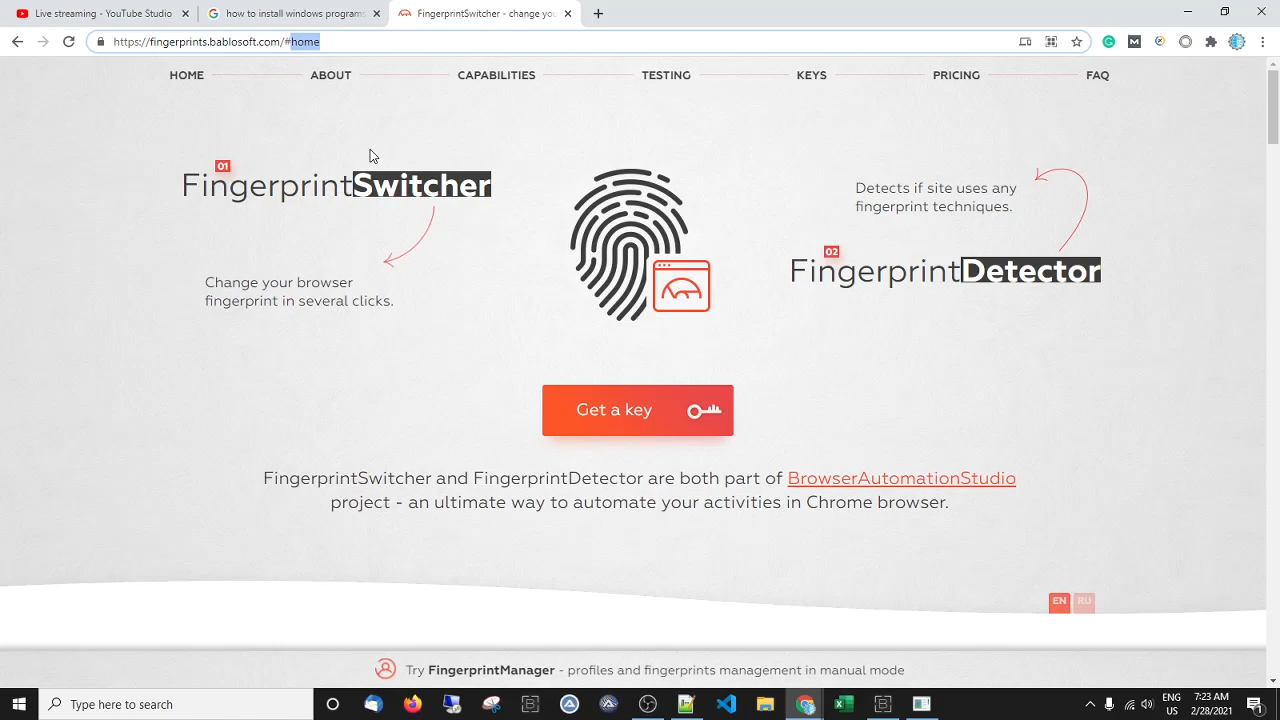 Live streaming - YouTube Studio
how to install windows programs
FingerprintSwitcher - change you
https://fingerprints.bablosoft.com/#home
HOME
ABOUT
CAPABILITIES
TESTING
KEYS
PRICING
FAQ
01
FingerprintSwitcher
Change your browser
fingerprint in several clicks.
Detects if site uses any
fingerprint techniques.
02
FingerprintDetector
Get a key
FingerprintSwitcher and FingerprintDetector are both part of BrowserAutomationStudio
project - an ultimate way to automate your activities in Chrome browser.
EN
RU
Try FingerprintManager - profiles and fingerprints management in manual mode
Type here to search
ENG
US
7:23 AM
2/28/2021
1